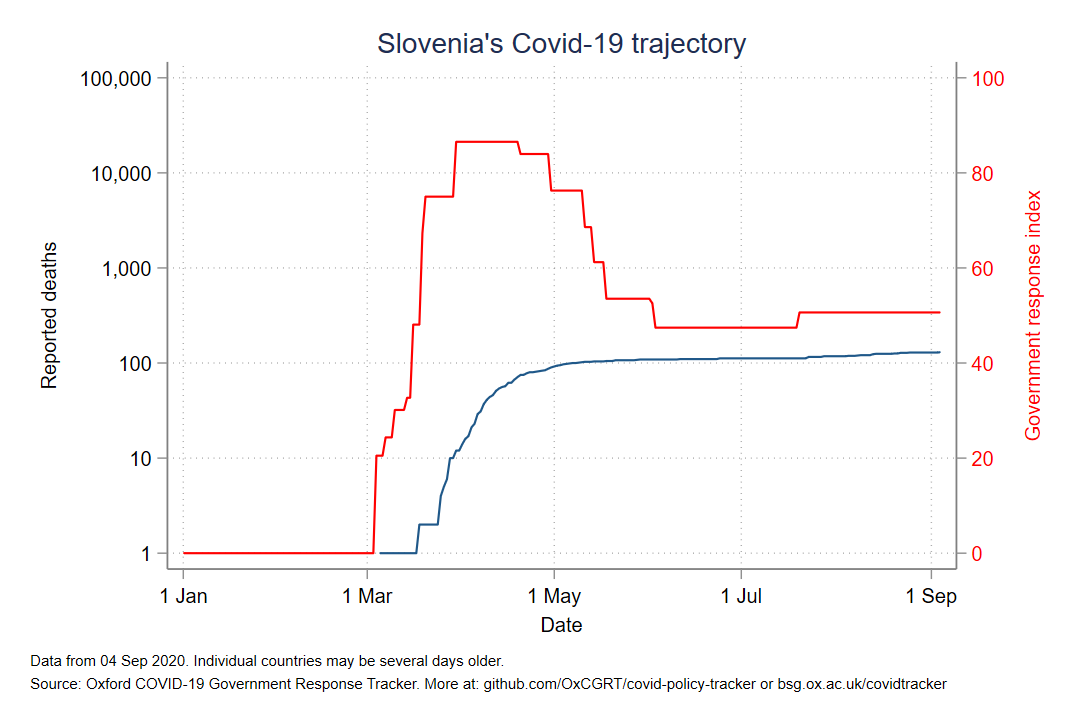 Slovenia's Covid-19 trajectory
100,000
10,000
1,000
100
10
1
Reported deaths
100
80
60
40
20
0
Government response index
1 Jan
1 Mar
1 May
1 Jul
1 Sep
Date
Data from 04 Sep 2020. Individual countries may be several days older.
Source: Oxford COVID-19 Government Response Tracker. More at: github.com/OxCGRT/covid-policy-tracker or bsg.ox.ac.uk/covidtracker